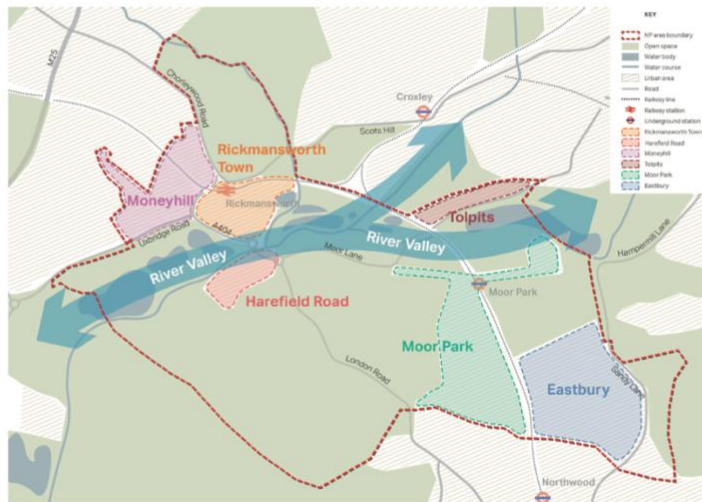 KEY
NP area boundary
Open space
Water body
Water course
Urban area
Road
Railway line
Railway station
Underground station
Rickmansworth Town
Harefield Road
Moneyhill
Tolpits
Moor Park
Eastbury
M25
Chorleywood Road
Croxley
Scots Hill
Rickmansworth
Town
Moneyhill
Rickmansworth
Uxbridge Road
A404
River Valley
Moor Lane
River Valley
Tolpits
Hampermill Lane
Harefield Road
Moor Park
Moor Park
London Road
Eastbury
Sandy Lane
Northwood